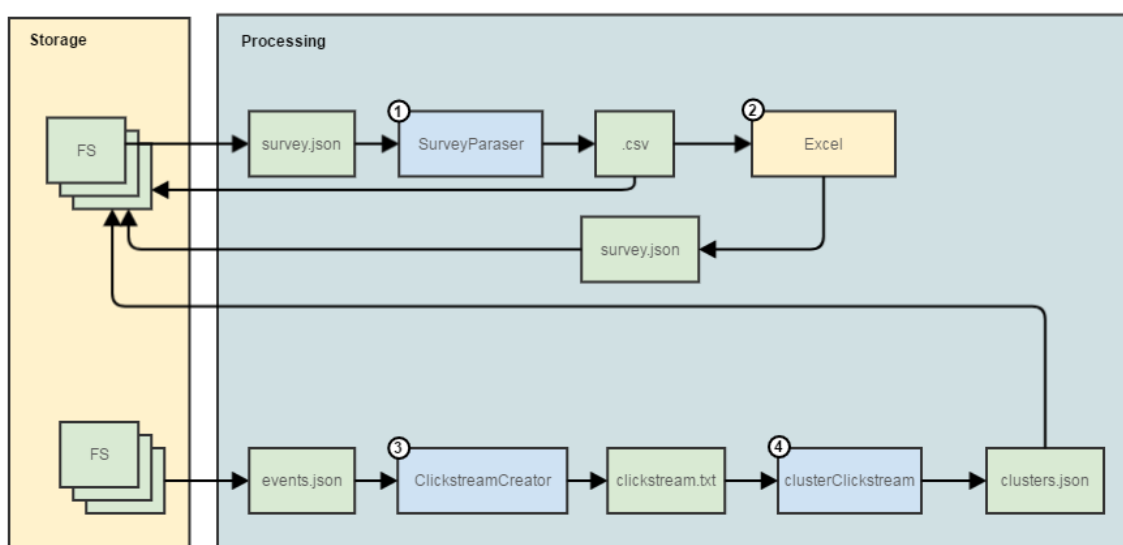 Storage
Processing
FS
survey.json
1
SurveyParaser
.csv
2
Excel
survey.json
FS
events.json
3
ClickstreamCreator
clickstream.txt
4
clusterClickstream
clusters.json